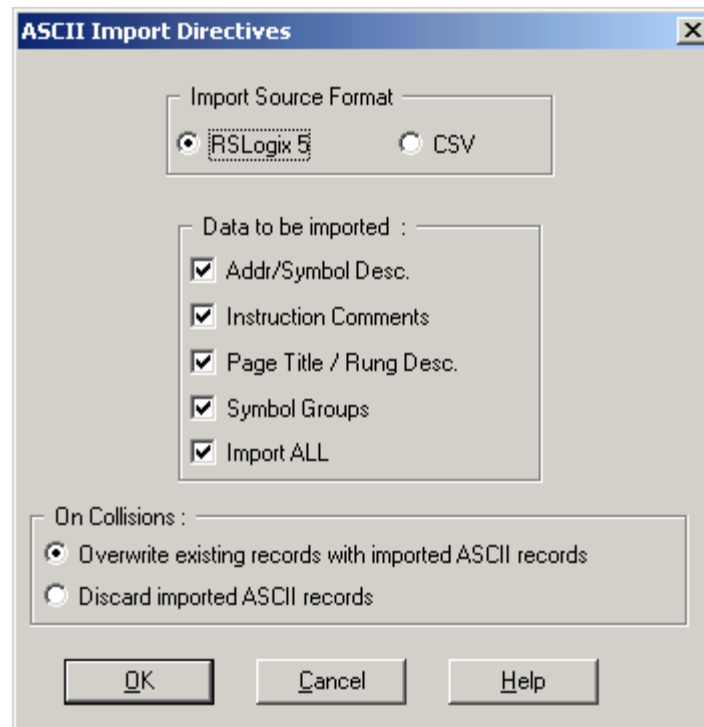 ASCII Import Directives
Import Source Format
RSLogix 5 CSV
Data to be imported :
Addr/Symbol Desc.
Instruction Comments
Page Title / Rung Desc.
Symbol Groups
Import ALL
On Collisions :
Overwrite existing records with imported ASCII records
Discard imported ASCII records
OK Cancel Help